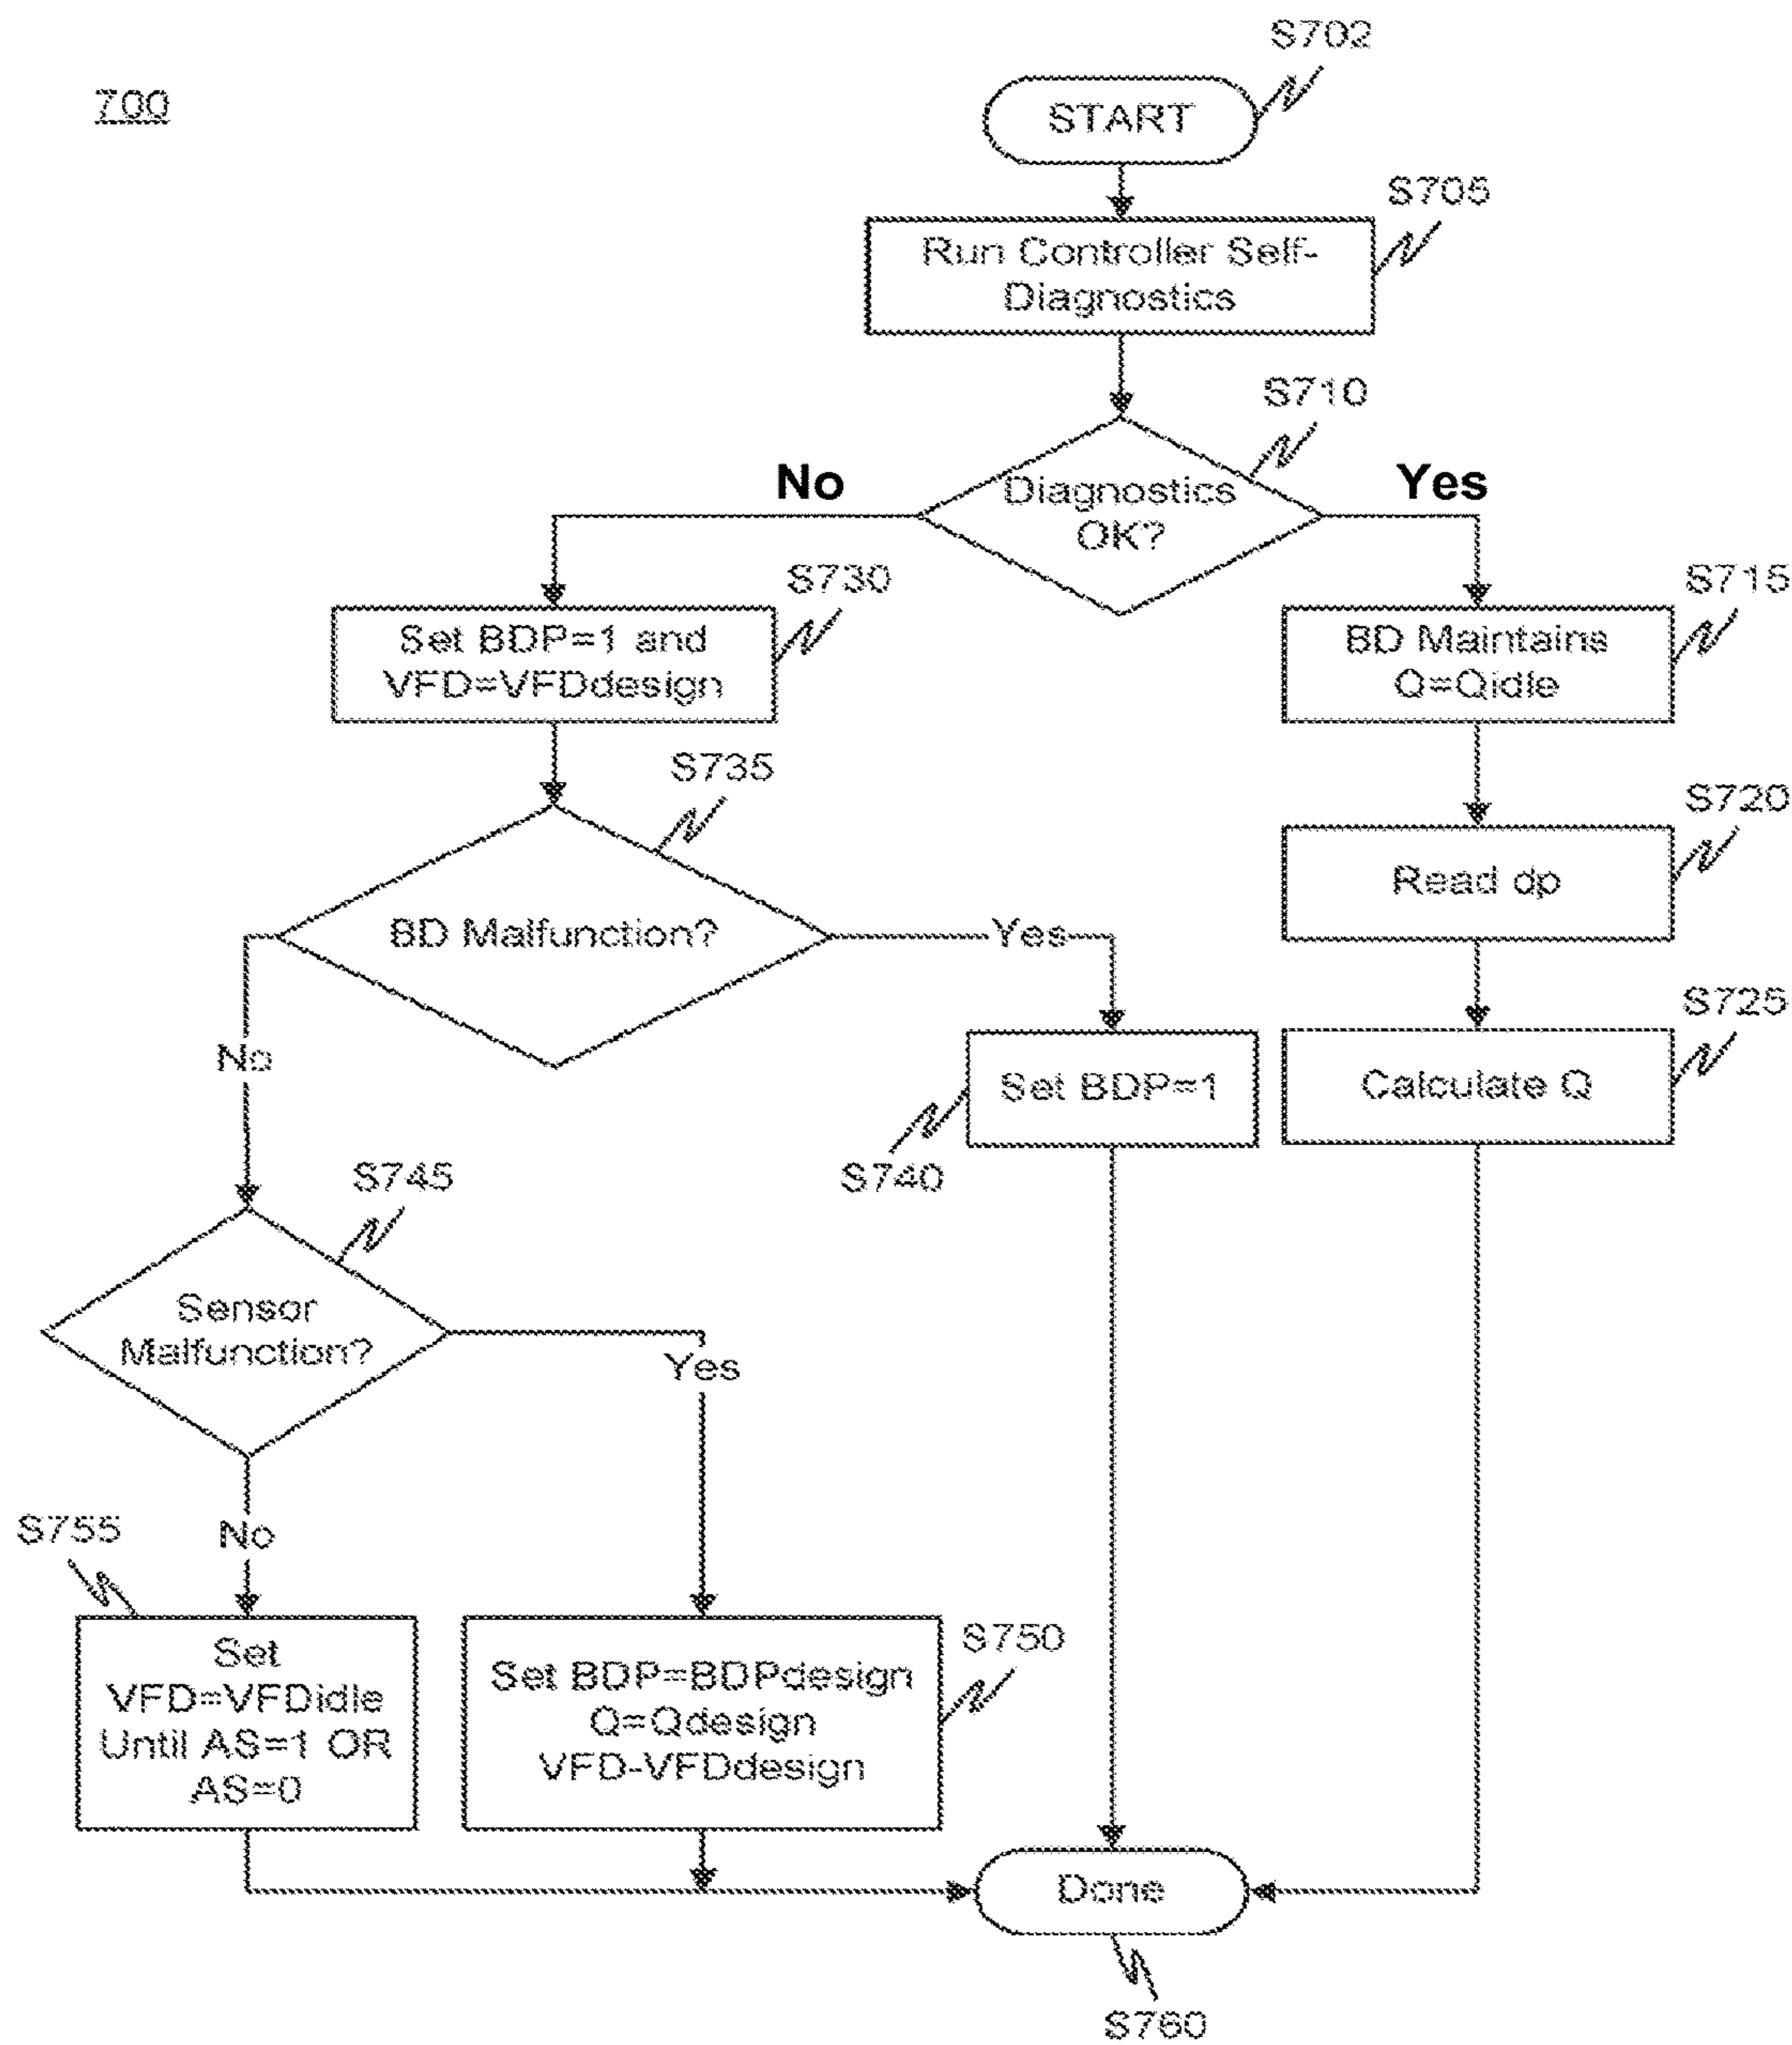 700
S702
START
S705
Run Controller Self-
Diagnostics
S710
No
Yes
Diagnostics
OK?
S730
S715
Set BDP=1 and
VFD=VFDdesign
BD Maintains
Q=Qidle
S735
S720
Read dp
BD Malfunction?
Yes
S725
No
Set BDP=1
Calculate Q
S740
S745
Sensor
Malfunction?
Yes
S755
No
S750
Set
VFD=VFDidle
Until AS=1 OR
AS=0
Set BDP=BDPdesign
Q=Qdesign
VFD-VFDdesign
Done
S760